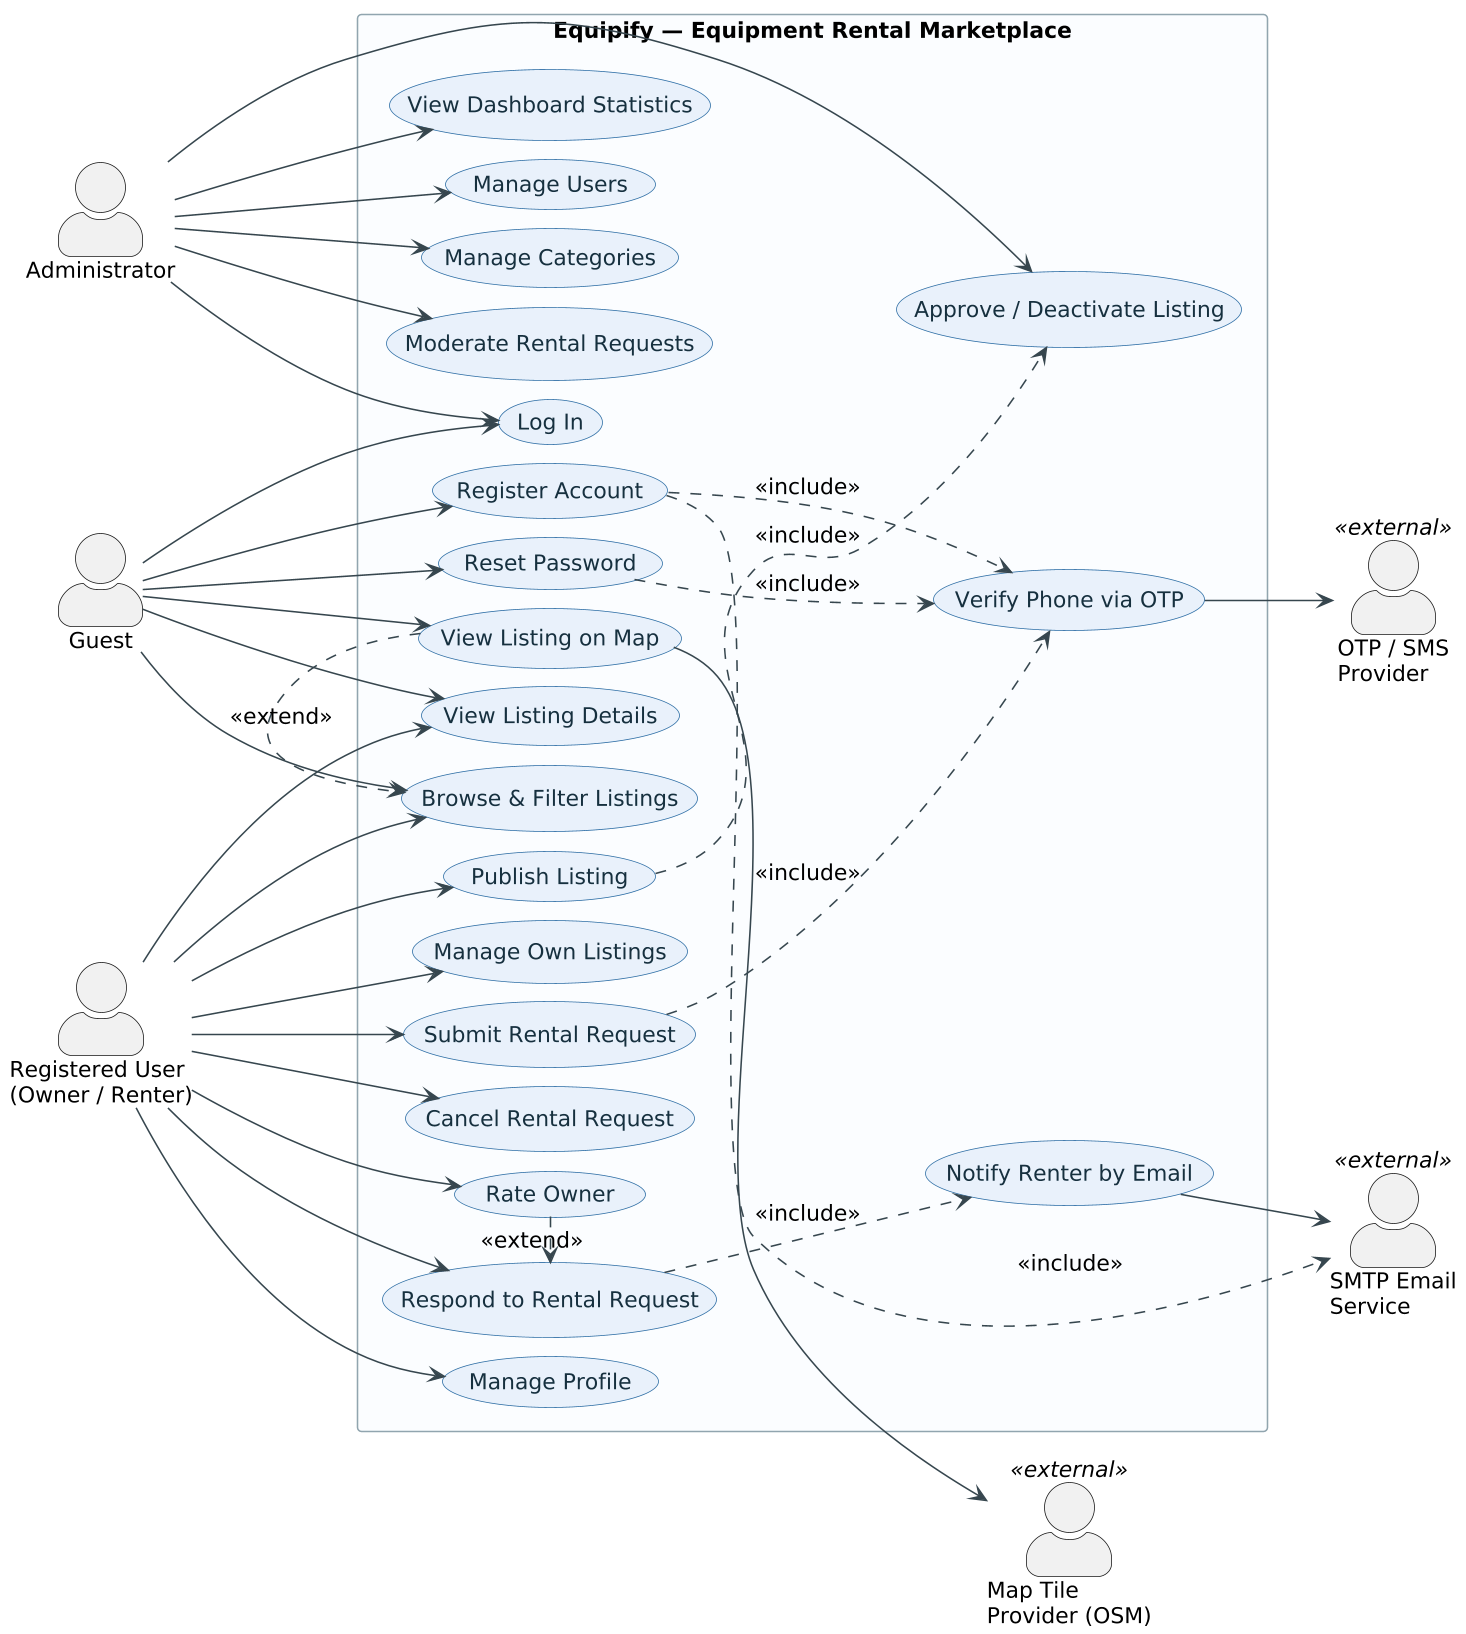 Equipify — Equipment Rental Marketplace
View Dashboard Statistics
Manage Users
Manage Categories
Administrator
Approve / Deactivate Listing
Moderate Rental Requests
Log In
Register Account
«include»
«external»
«include»
Reset Password
«include»
Verify Phone via OTP
Guest
View Listing on Map
OTP / SMS
Provider
«extend»
View Listing Details
Browse & Filter Listings
Publish Listing
«include»
Manage Own Listings
Submit Rental Request
Registered User
(Owner / Renter)
Cancel Rental Request
«external»
Notify Renter by Email
Rate Owner
«include»
«extend»
«include»
SMTP Email
Service
Respond to Rental Request
Manage Profile
«external»
Map Tile
Provider (OSM)